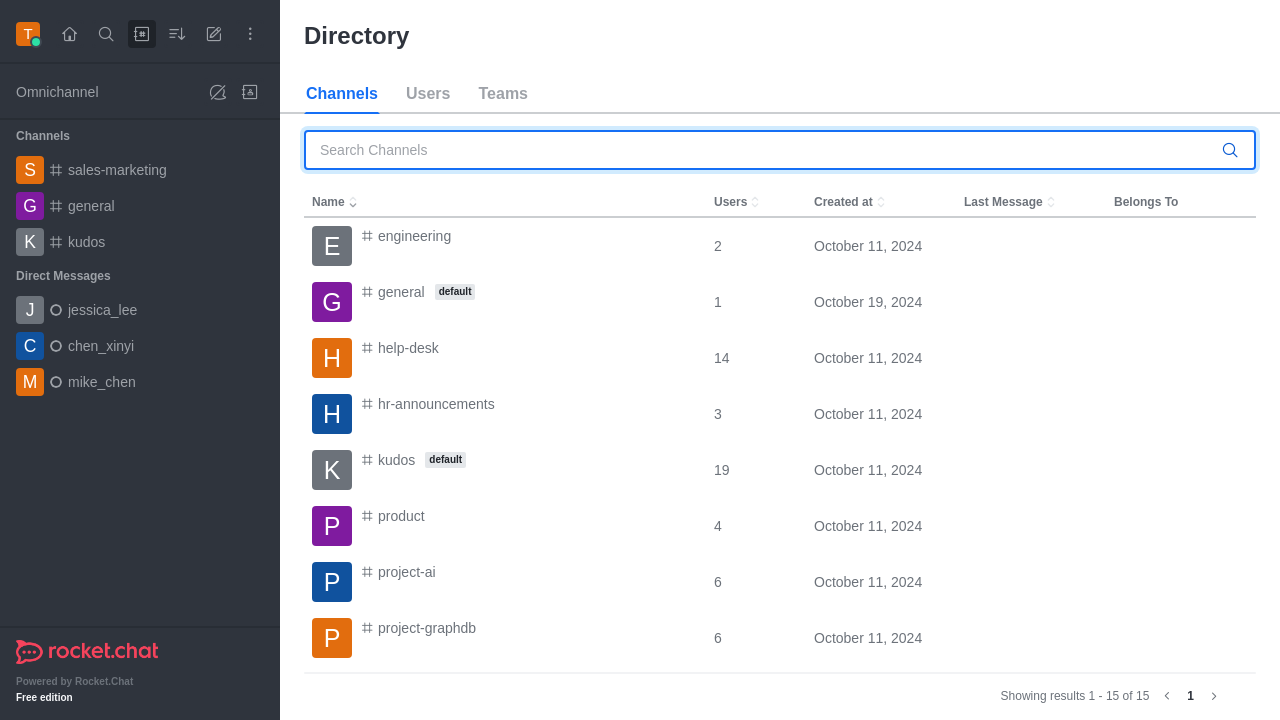 T
Omnichannel
Channels
S sales-marketing
G general
K kudos
Direct Messages
J jessica_lee
C chen_xinyi
M mike_chen
rocket.chat
Powered by Rocket.Chat
Free edition
Directory
Channels Users Teams
Search Channels
Name Users Created at Last Message Belongs To
E engineering 2 October 11, 2024
G general default 1 October 19, 2024
H help-desk 14 October 11, 2024
H hr-announcements 3 October 11, 2024
K kudos default 19 October 11, 2024
P product 4 October 11, 2024
P project-ai 6 October 11, 2024
P project-graphdb 6 October 11, 2024
Showing results 1 - 15 of 15 1